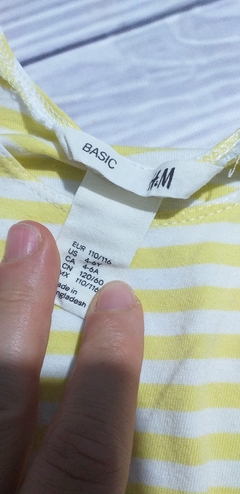 BASIC
H&M
EUR 110/116
US 4-6Y
CA 4-6A
CN 120/60
MX 110/116
Made in
Bangladesh